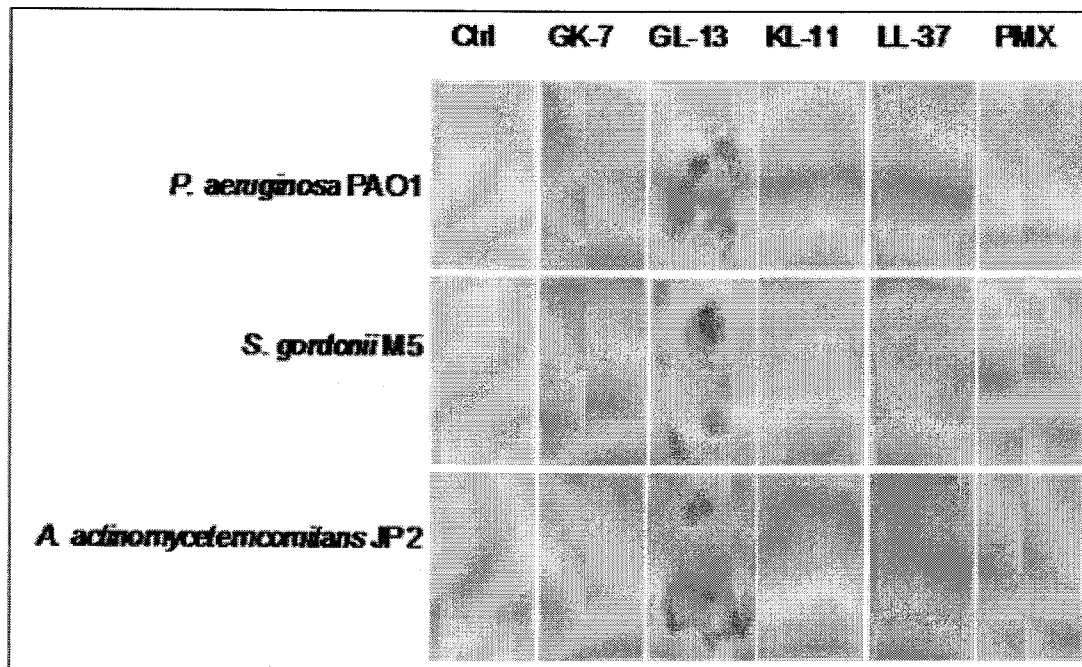 Ctrl GK-7 GL-13 KL-11 LL-37 PMX
P. aeruginosa PAO1
S. gordonii M5
A. actinomycetemcomitans JP2